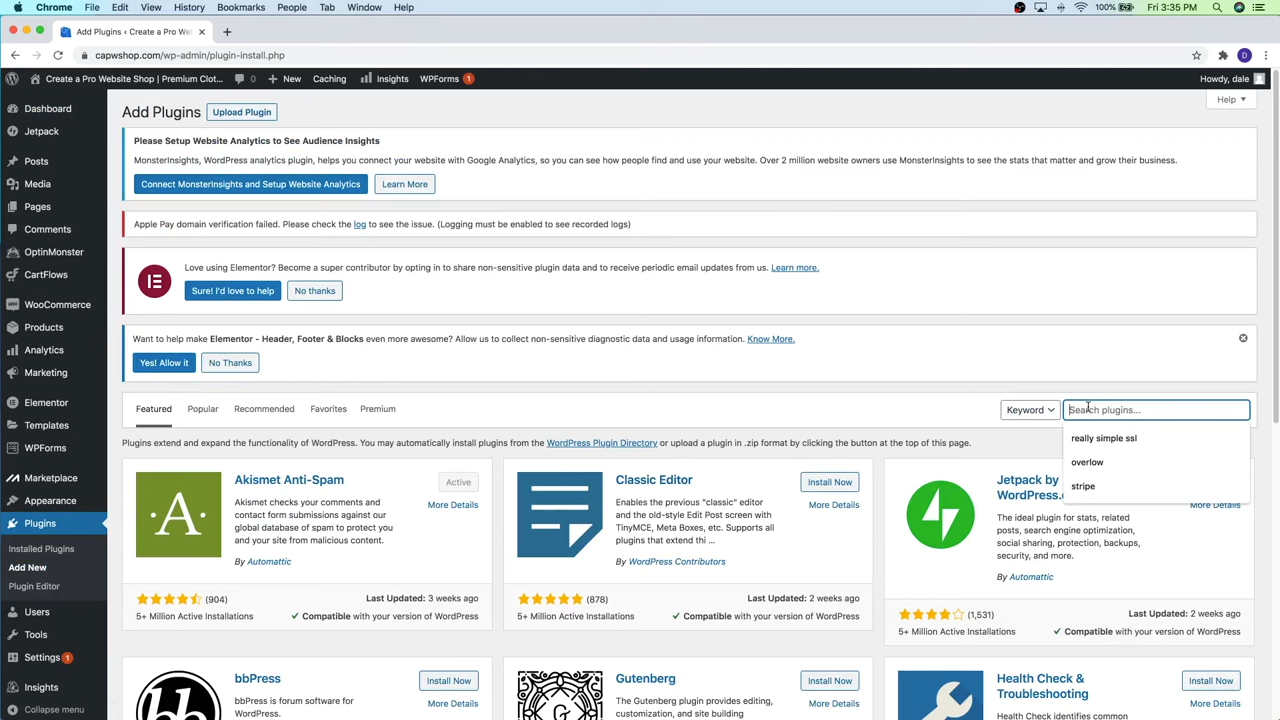 Chrome File Edit View History Bookmarks People Tab Window Help 100% Fri 3:35 PM
Add Plugins ‹ Create a Pro We
capwshop.com/wp-admin/plugin-install.php D
Create a Pro Website Shop | Premium Clot... 0 New Caching Insights WPForms 1 Howdy, dale
Dashboard
Jetpack
Posts
Media
Pages
Comments
OptinMonster
CartFlows
WooCommerce
Products
Analytics
Marketing
Elementor
Templates
WPForms
Marketplace
Appearance
Plugins
Installed Plugins
Add New
Plugin Editor
Users
Tools
Settings 1
Insights
Collapse menu
Help
Add Plugins Upload Plugin
Please Setup Website Analytics to See Audience Insights
MonsterInsights, WordPress analytics plugin, helps you connect your website with Google Analytics, so you can see how people find and use your website. Over 2 million website owners use MonsterInsights to see the stats that matter and grow their business.
Connect MonsterInsights and Setup Website Analytics Learn More
Apple Pay domain verification failed. Please check the log to see the issue. (Logging must be enabled to see recorded logs)
Love using Elementor? Become a super contributor by opting in to share non-sensitive plugin data and to receive periodic email updates from us. Learn more.
Sure! I'd love to help No thanks
Want to help make Elementor - Header, Footer & Blocks even more awesome? Allow us to collect non-sensitive diagnostic data and usage information. Know More.
Yes! Allow it No Thanks
Featured Popular Recommended Favorites Premium Keyword Search plugins...
really simple ssl
overlow
stripe
Plugins extend and expand the functionality of WordPress. You may automatically install plugins from the WordPress Plugin Directory or upload a plugin in .zip format by clicking the button at the top of this page.
Akismet Anti-Spam Active
More Details
Akismet checks your comments and
contact form submissions against our
global database of spam to protect you
and your site from malicious content.
By Automattic
(904) Last Updated: 3 weeks ago
5+ Million Active Installations Compatible with your version of WordPress
Classic Editor Install Now
More Details
Enables the previous "classic" editor
and the old-style Edit Post screen with
TinyMCE, Meta Boxes, etc. Supports all
plugins that extend thi ...
By WordPress Contributors
(878) Last Updated: 2 weeks ago
5+ Million Active Installations Compatible with your version of WordPress
Jetpack by
WordPress.
More Details
The ideal plugin for stats, related
posts, search engine optimization,
social sharing, protection, backups,
security, and more.
By Automattic
(1,531) Last Updated: 2 weeks ago
5+ Million Active Installations Compatible with your version of WordPress
bbPress Install Now
More Details
bbPress is forum software for
WordPress.
Gutenberg Install Now
More Details
The Gutenberg plugin provides editing,
customization, and site building
Health Check &
Troubleshooting
Install Now
More Details
Health Check identifies common